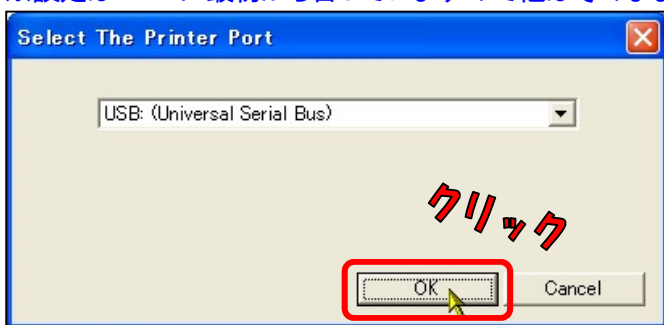 Select The Printer Port
USB: (Universal Serial Bus)
クリック
OK
Cancel